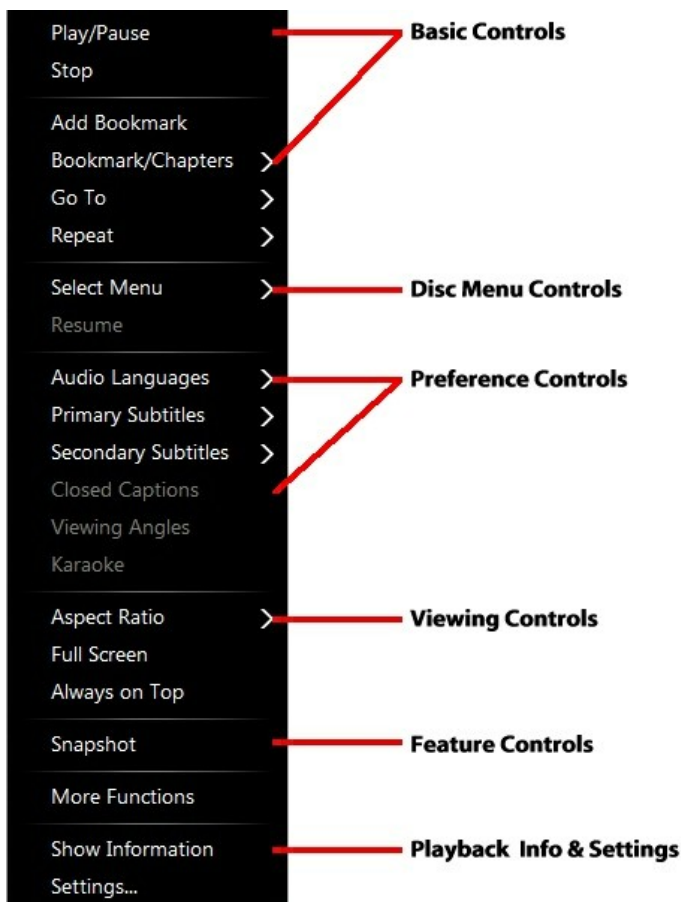 Play/Pause
Basic Controls
Stop
Add Bookmark
Bookmark/Chapters
Go To
Repeat
Select Menu
Disc Menu Controls
Resume
Audio Languages
Preference Controls
Primary Subtitles
Secondary Subtitles
Closed Captions
Viewing Angles
Karaoke
Aspect Ratio
Viewing Controls
Full Screen
Always on Top
Snapshot
Feature Controls
More Functions
Show Information
Playback Info & Settings
Settings...